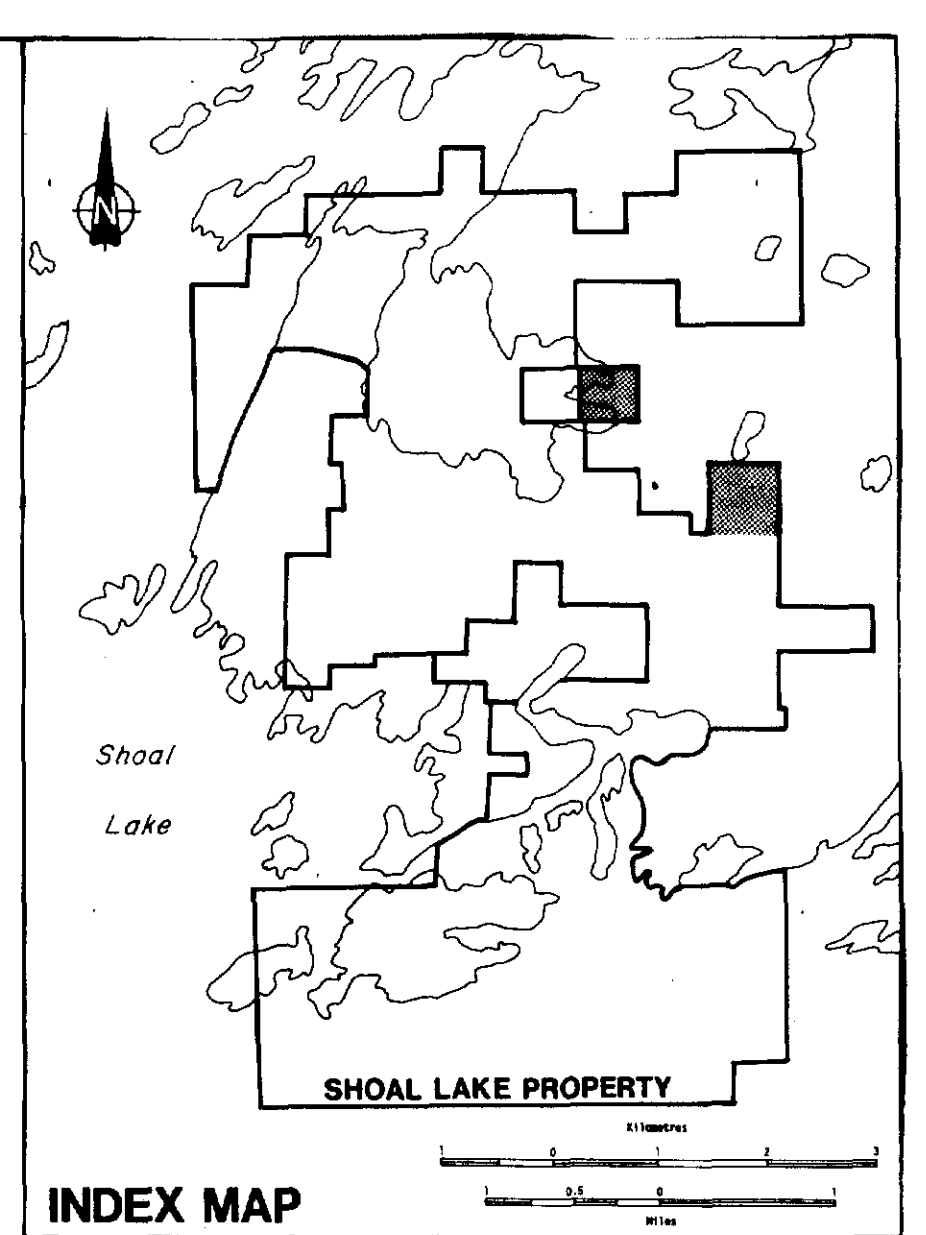 N
Shoal
Lake
SHOAL LAKE PROPERTY
Kilometres
1 0 1 2 3
INDEX MAP
1 0.5 0 1
Miles